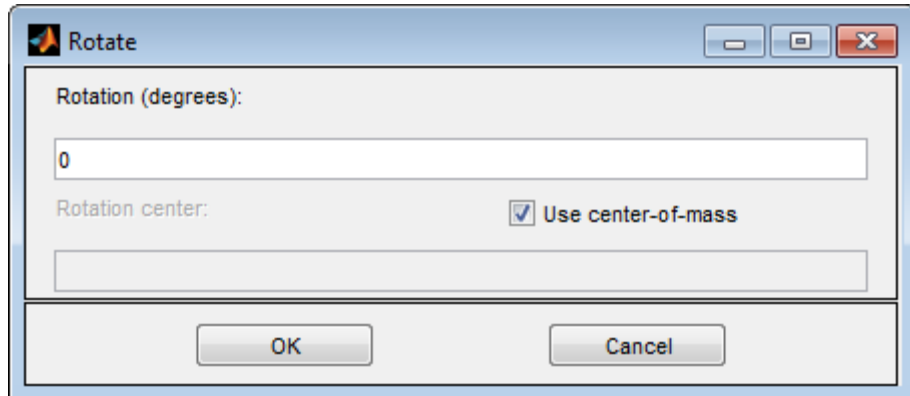 Rotate
Rotation (degrees):
0
Rotation center:
Use center-of-mass
OK
Cancel